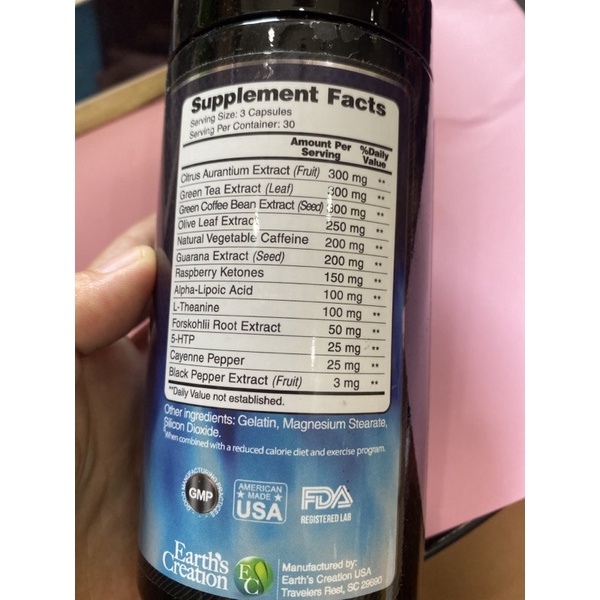 Supplement Facts
Serving Size: 3 Capsules
Serving Per Container: 30
Amount Per Serving %Daily Value
Citrus Aurantium Extract (Fruit) 300 mg **
Green Tea Extract (Leaf) 300 mg **
Green Coffee Bean Extract (Seed) 300 mg **
Olive Leaf Extract 250 mg **
Natural Vegetable Caffeine 200 mg **
Guarana Extract (Seed) 200 mg **
Raspberry Ketones 150 mg **
Alpha-Lipoic Acid 100 mg **
L-Theanine 100 mg **
Forskohlii Root Extract 50 mg **
5-HTP 25 mg **
Cayenne Pepper 25 mg **
Black Pepper Extract (Fruit) 3 mg **
**Daily Value not established.
Other ingredients: Gelatin, Magnesium Stearate,
Silicon Dioxide.
*When combined with a reduced calorie diet and exercise program.
GOOD MANUFACTURING PRACTICES
GMP
AMERICAN
MADE
USA
FDA
REGISTERED LAB
Earth's
Creation
EC
Manufactured by:
Earth's Creation USA
Travelers Rest, SC 29690